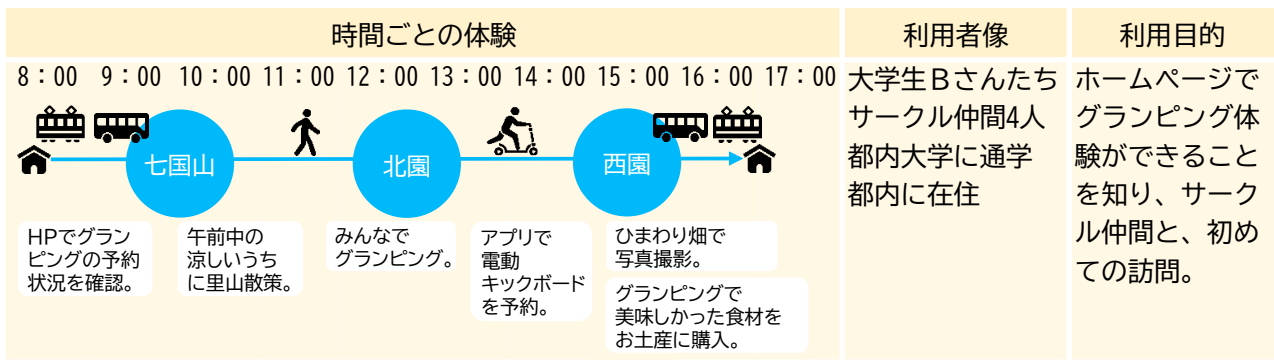 時間ごとの体験
利用者像
利用目的
8：00 9：00 10：00 11：00 12：00 13：00 14：00 15：00 16：00 17：00
七国山
北園
西園
HPでグラン
ピングの予約
状況を確認。
午前中の
涼しいうち
に里山散策。
みんなで
グランピング。
アプリで
電動
キックボード
を予約。
ひまわり畑で
写真撮影。
グランピングで
美味しかった食材を
お土産に購入。
大学生Ｂさんたち
サークル仲間4人
都内大学に通学
都内に在住
ホームページで
グランピング体
験ができること
を知り、サーク
ル仲間と、初め
ての訪問。